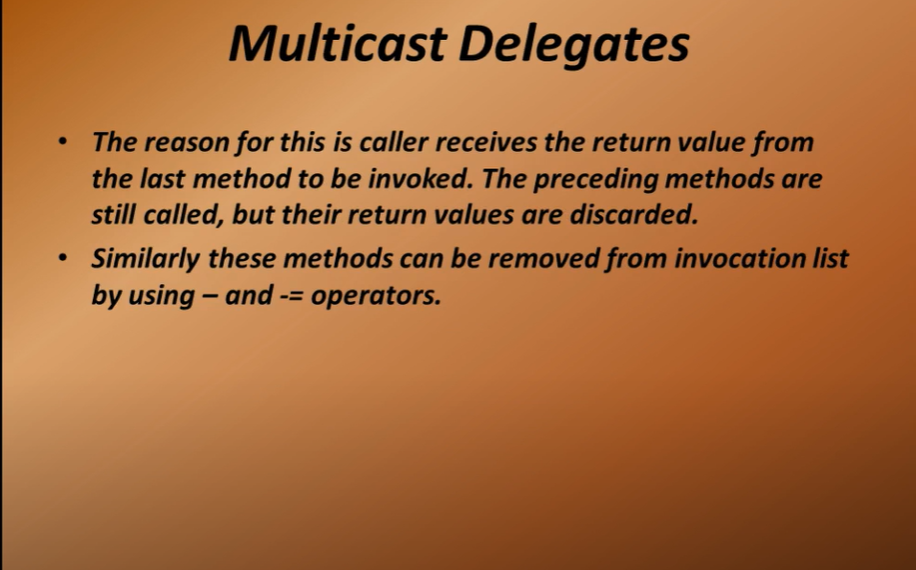 Multicast Delegates
• The reason for this is caller receives the return value from
the last method to be invoked. The preceding methods are
still called, but their return values are discarded.
• Similarly these methods can be removed from invocation list
by using – and -= operators.